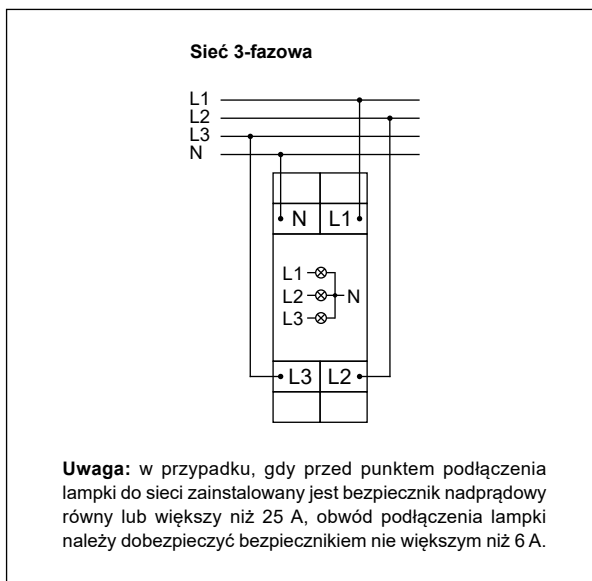 Sieć 3-fazowa
L1
L2
L3
N
N L1
L1
L2 N
L3
L3 L2
Uwaga: w przypadku, gdy przed punktem podłączenia
lampki do sieci zainstalowany jest bezpiecznik nadprądowy
równy lub większy niż 25 A, obwód podłączenia lampki
należy dobezpieczyć bezpiecznikiem nie większym niż 6 A.